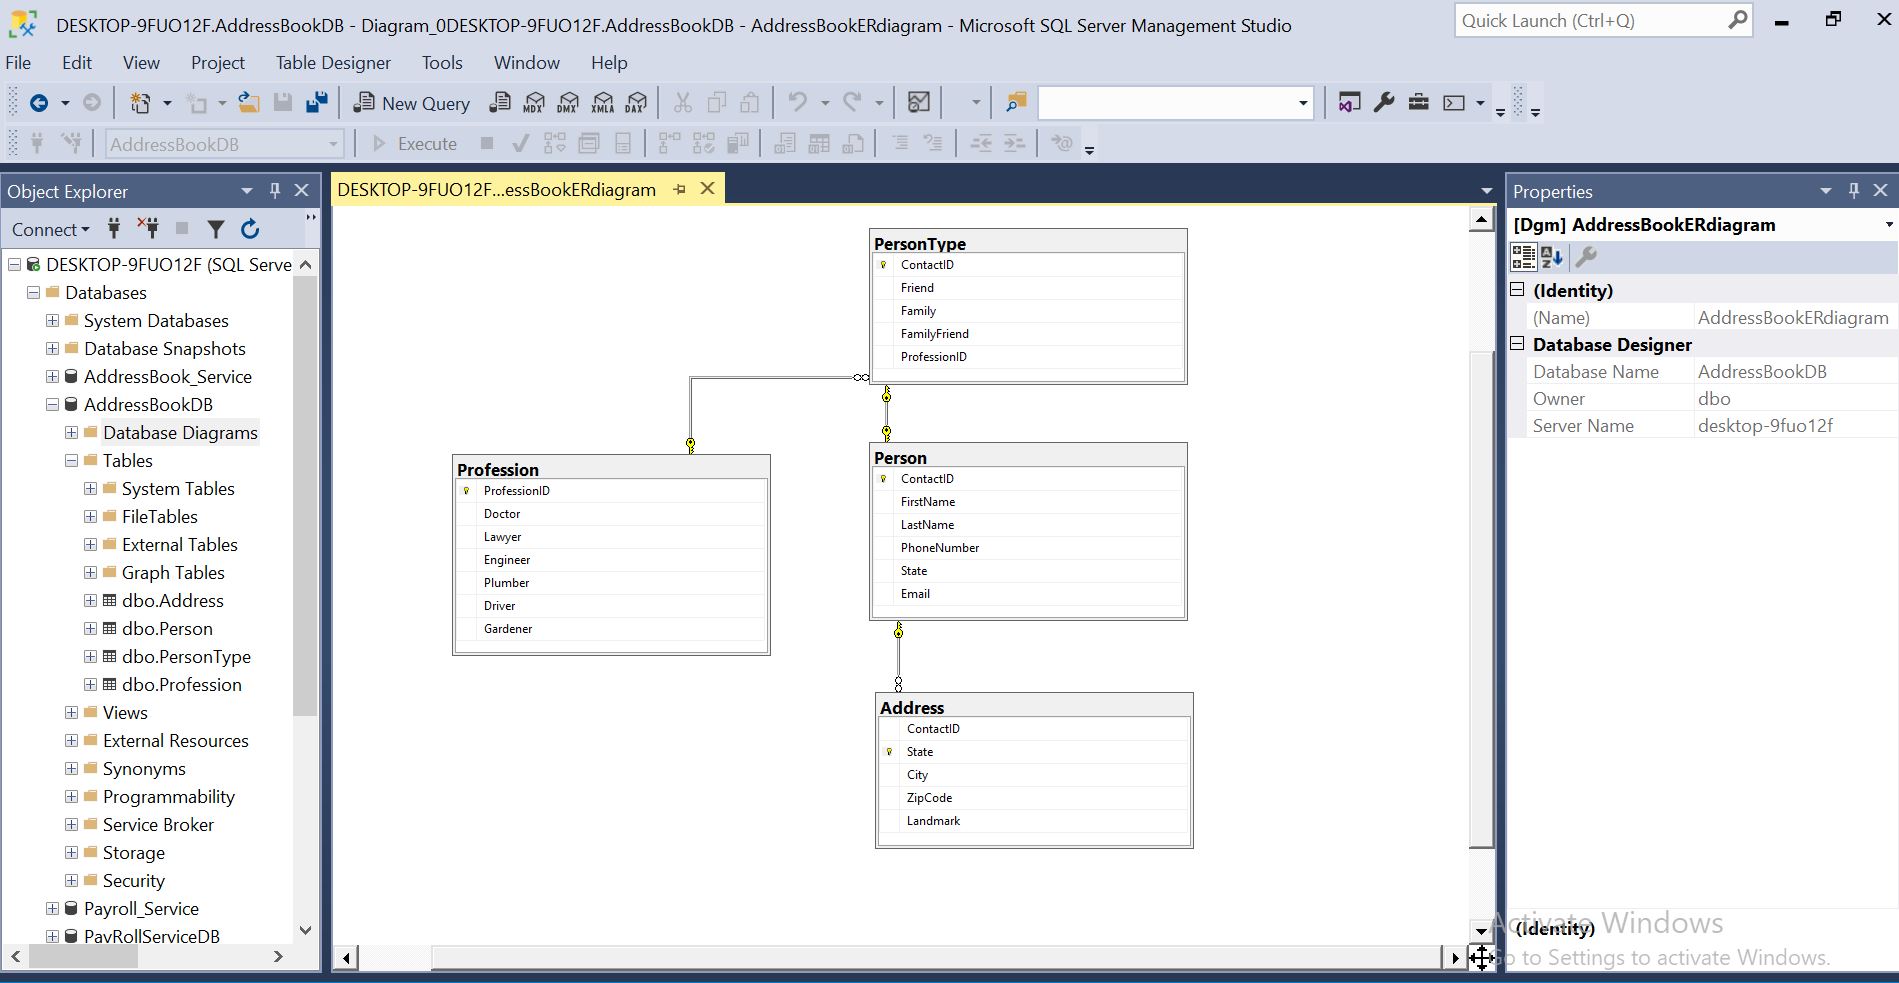 DESKTOP-9FUO12F.AddressBookDB - Diagram_0DESKTOP-9FUO12F.AddressBookDB - AddressBookERdiagram - Microsoft SQL Server Management Studio
Quick Launch (Ctrl+Q)
File Edit View Project Table Designer Tools Window Help
New Query MDX DMX XMLA DAX
AddressBookDB Execute
Object Explorer
Connect
DESKTOP-9FUO12F (SQL Serve
Databases
System Databases
Database Snapshots
AddressBook_Service
AddressBookDB
Database Diagrams
Tables
System Tables
FileTables
External Tables
Graph Tables
dbo.Address
dbo.Person
dbo.PersonType
dbo.Profession
Views
External Resources
Synonyms
Programmability
Service Broker
Storage
Security
Payroll_Service
PayRollServiceDB
DESKTOP-9FUO12F...essBookERdiagram
PersonType
ContactID
Friend
Family
FamilyFriend
ProfessionID
Profession
ProfessionID
Doctor
Lawyer
Engineer
Plumber
Driver
Gardener
Person
ContactID
FirstName
LastName
PhoneNumber
State
Email
Address
ContactID
State
City
ZipCode
Landmark
Properties
[Dgm] AddressBookERdiagram
(Identity)
(Name) AddressBookERdiagram
Database Designer
Database Name AddressBookDB
Owner dbo
Server Name desktop-9fuo12f
Activate Windows
(Identity)
Go to Settings to activate Windows.